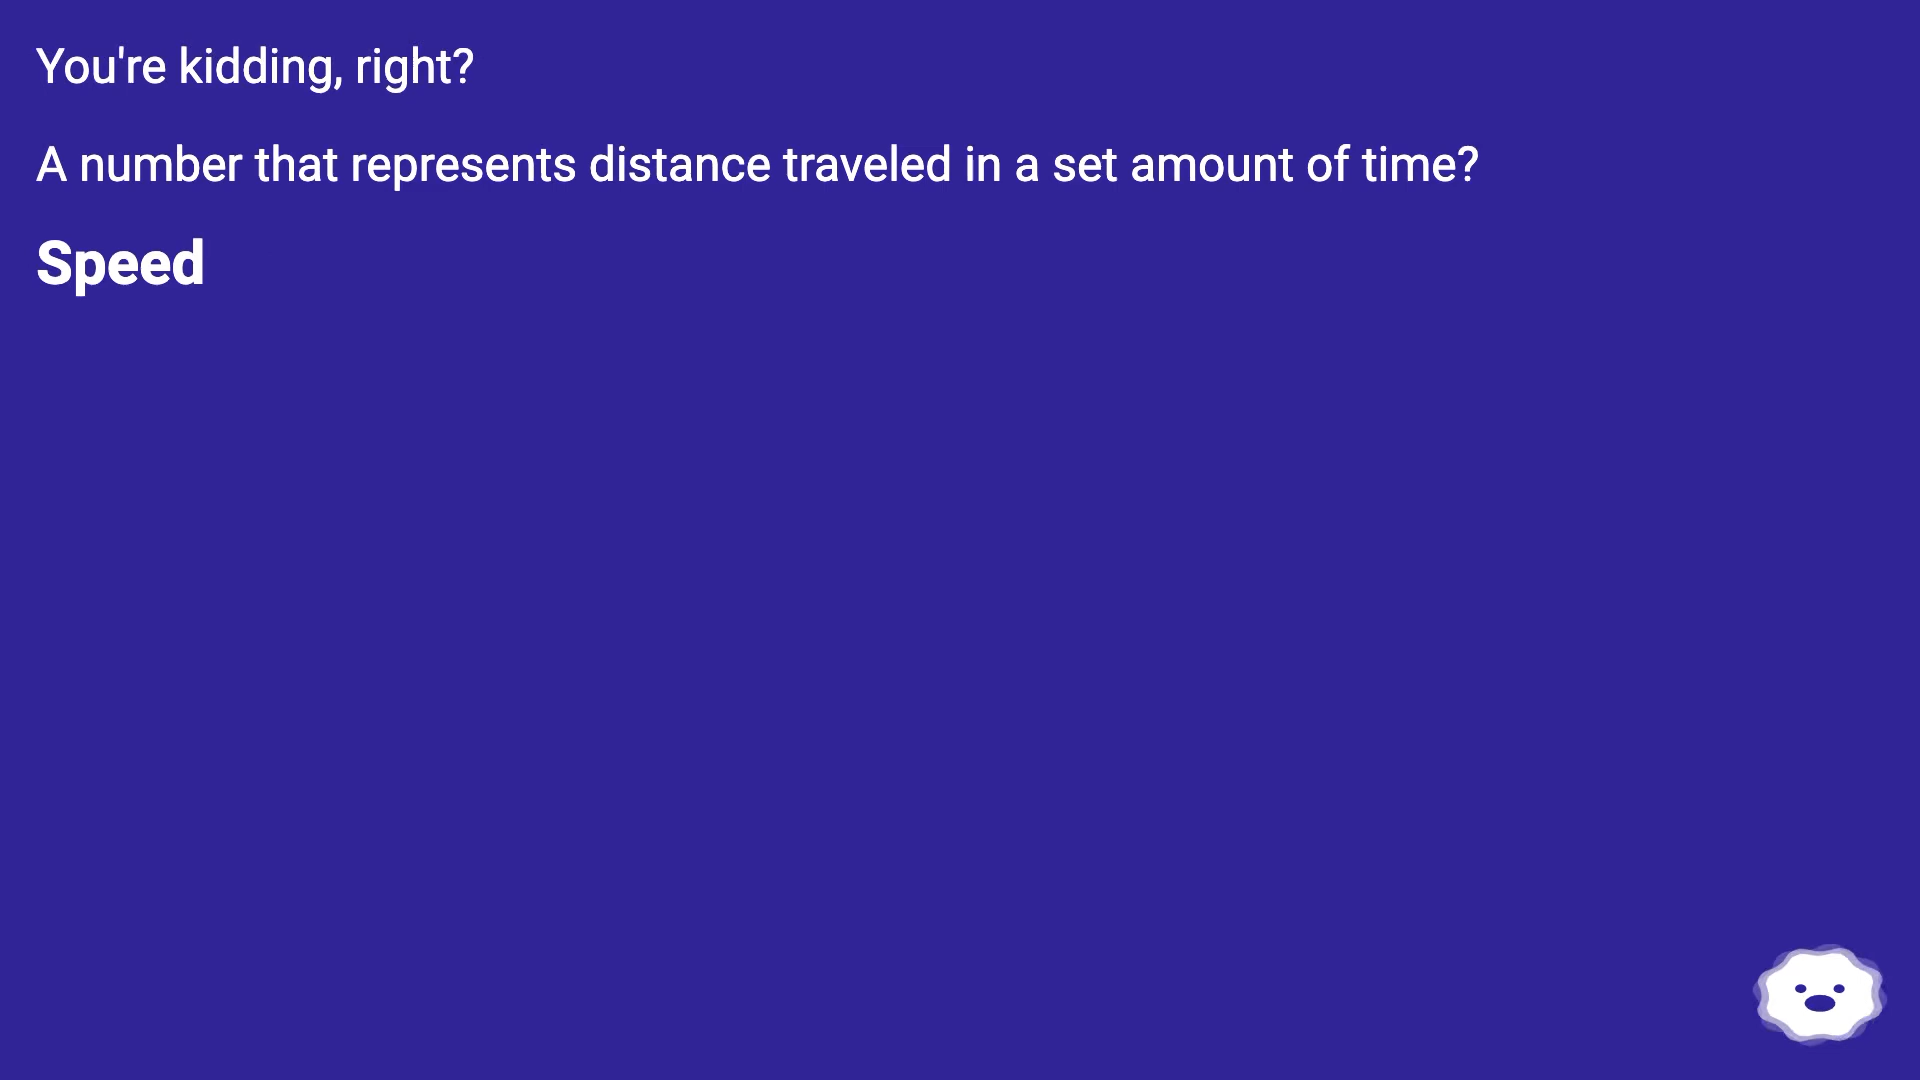 You're kidding, right?
A number that represents distance traveled in a set amount of time?
Speed